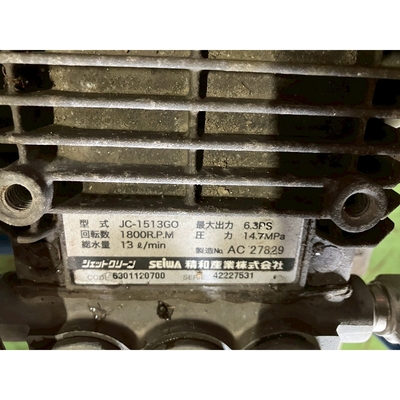 型式 JC-1513GO 最大出力 6.3PS
回転数 1800R.P.M 圧力 14.7MPa
総水量 13 ℓ/min 製造No. AC 27829
ジェットクリーン SEIWA 精和産業株式会社
CODE 6301120700 SERI 42227531